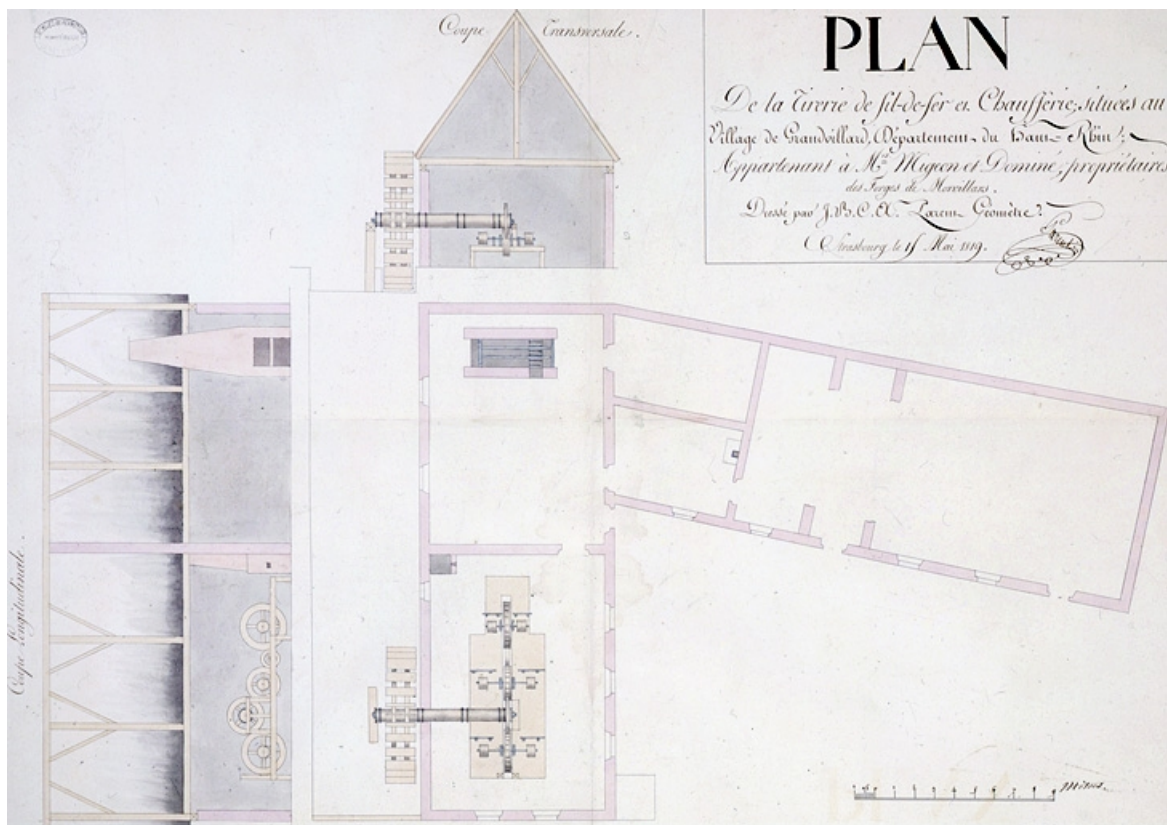 Coupe Transversale.
PLAN
De la Tirerie de fil-de-fer et Chaufferie, situées au
Village de Grandvillard, Département du Haut-Rhin;
Appartenant à Mrs Migeon et Dominé, propriétaires
des Forges de Morvillars.
Dressé par J.B.C.A. Géomètre
Strasbourg le 15 Mai 1819.
Coupe Longitudinale.
Mètres.